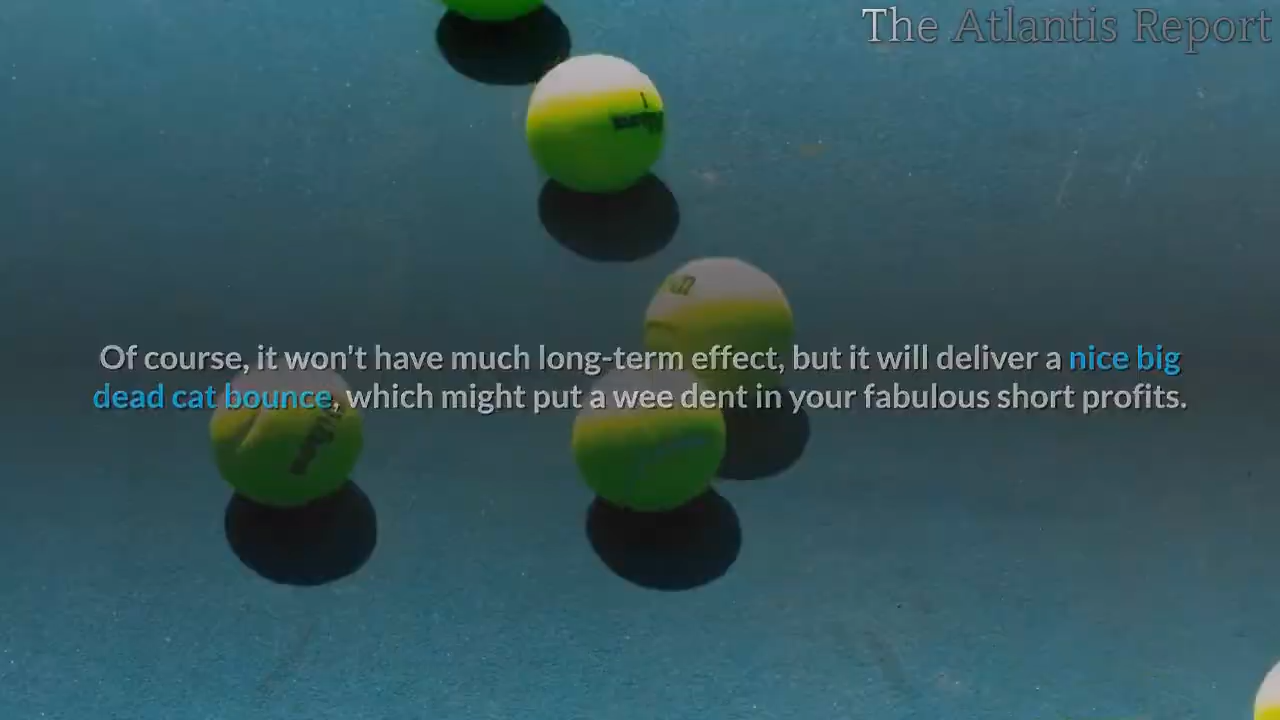 The Atlantis Report
Of course, it won't have much long-term effect, but it will deliver a nice big
dead cat bounce, which might put a wee dent in your fabulous short profits.